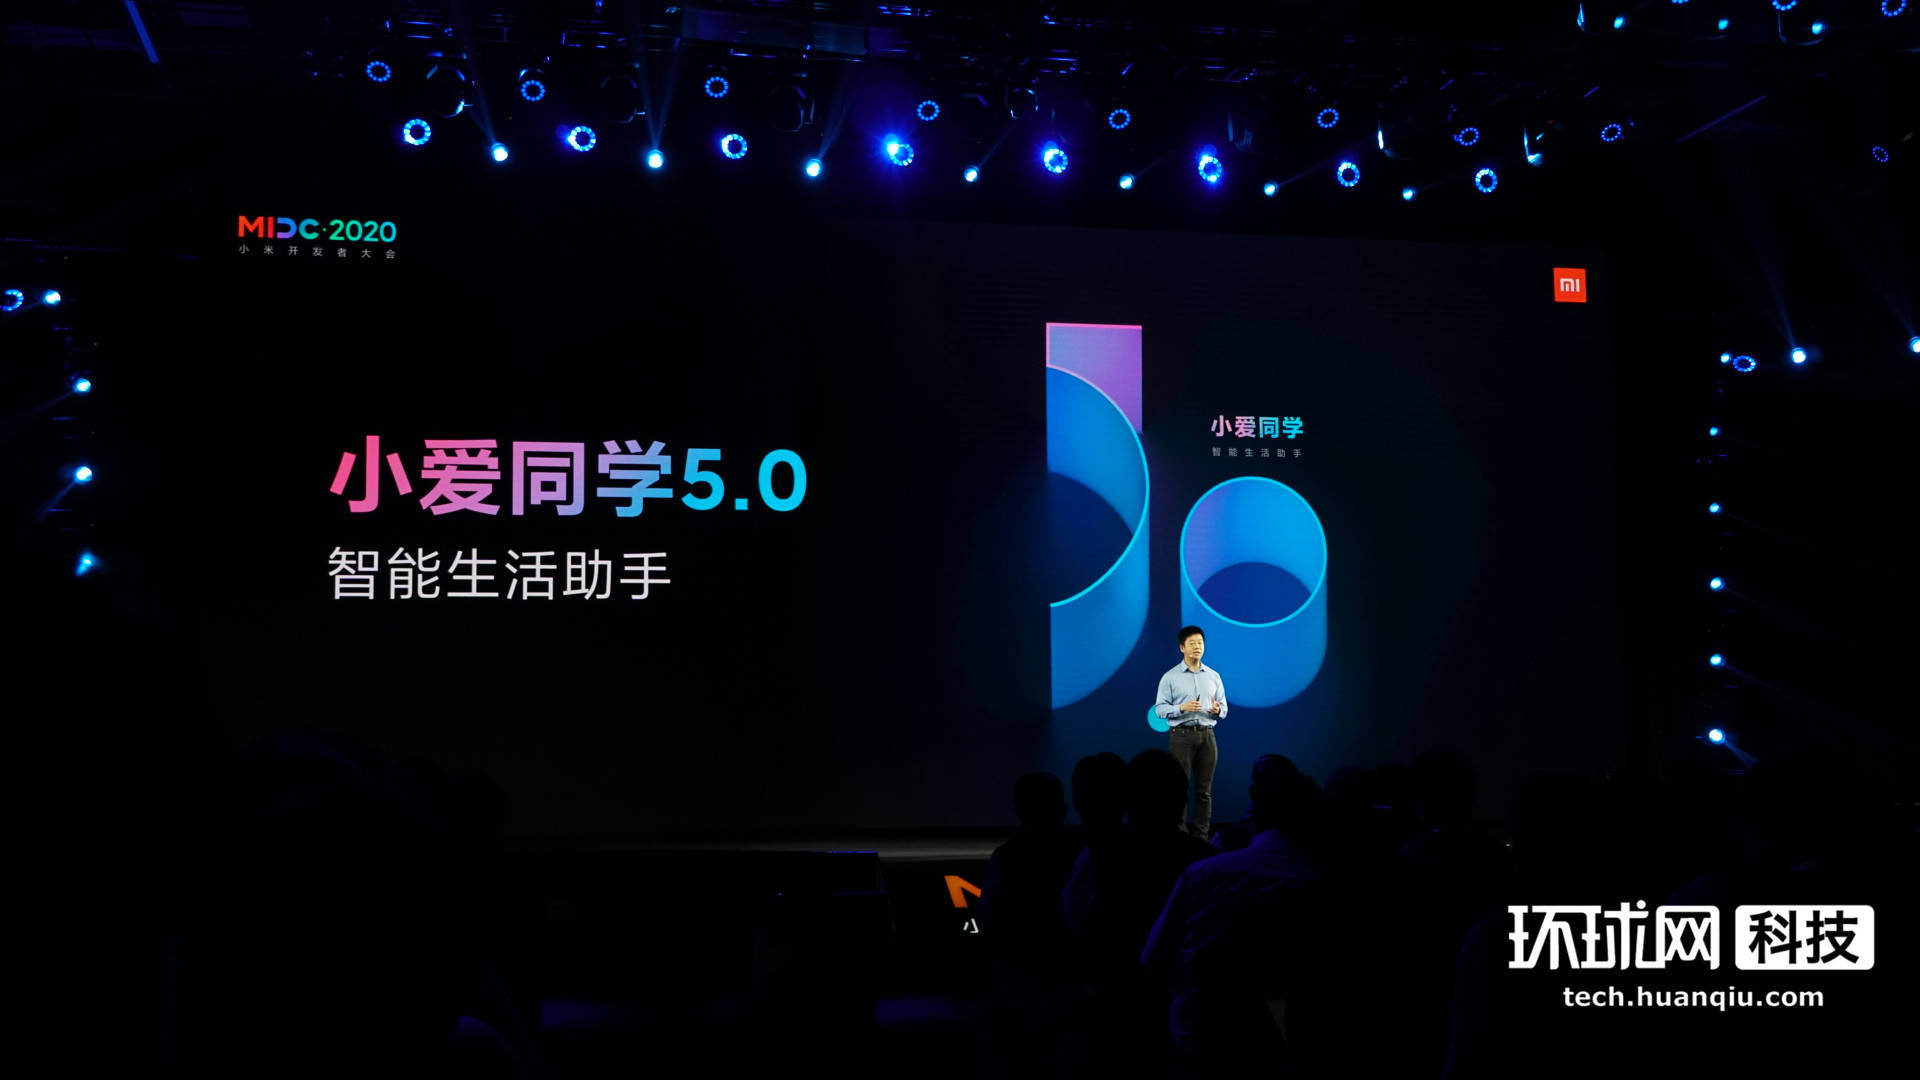 MIDC·2020
小米开发者大会
mi
小爱同学
智能生活助手
小爱同学5.0
智能生活助手
小
环球网 科技
tech.huanqiu.com